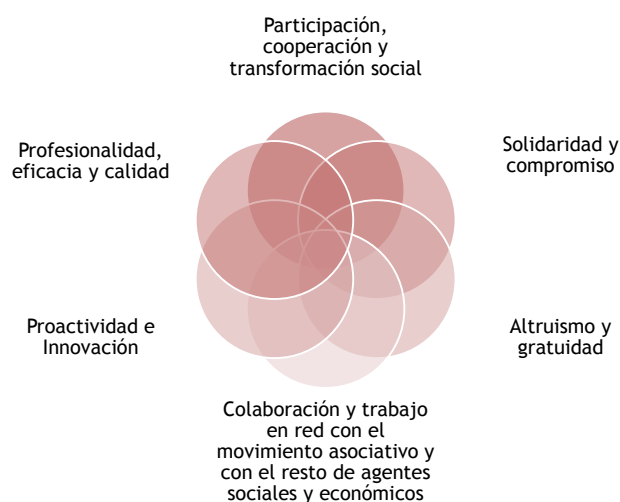 Participación,
cooperación y
transformación social
Profesionalidad,
eficacia y calidad
Solidaridad y
compromiso
Proactividad e
Innovación
Altruismo y
gratuidad
Colaboración y trabajo
en red con el
movimiento asociativo y
con el resto de agentes
sociales y económicos